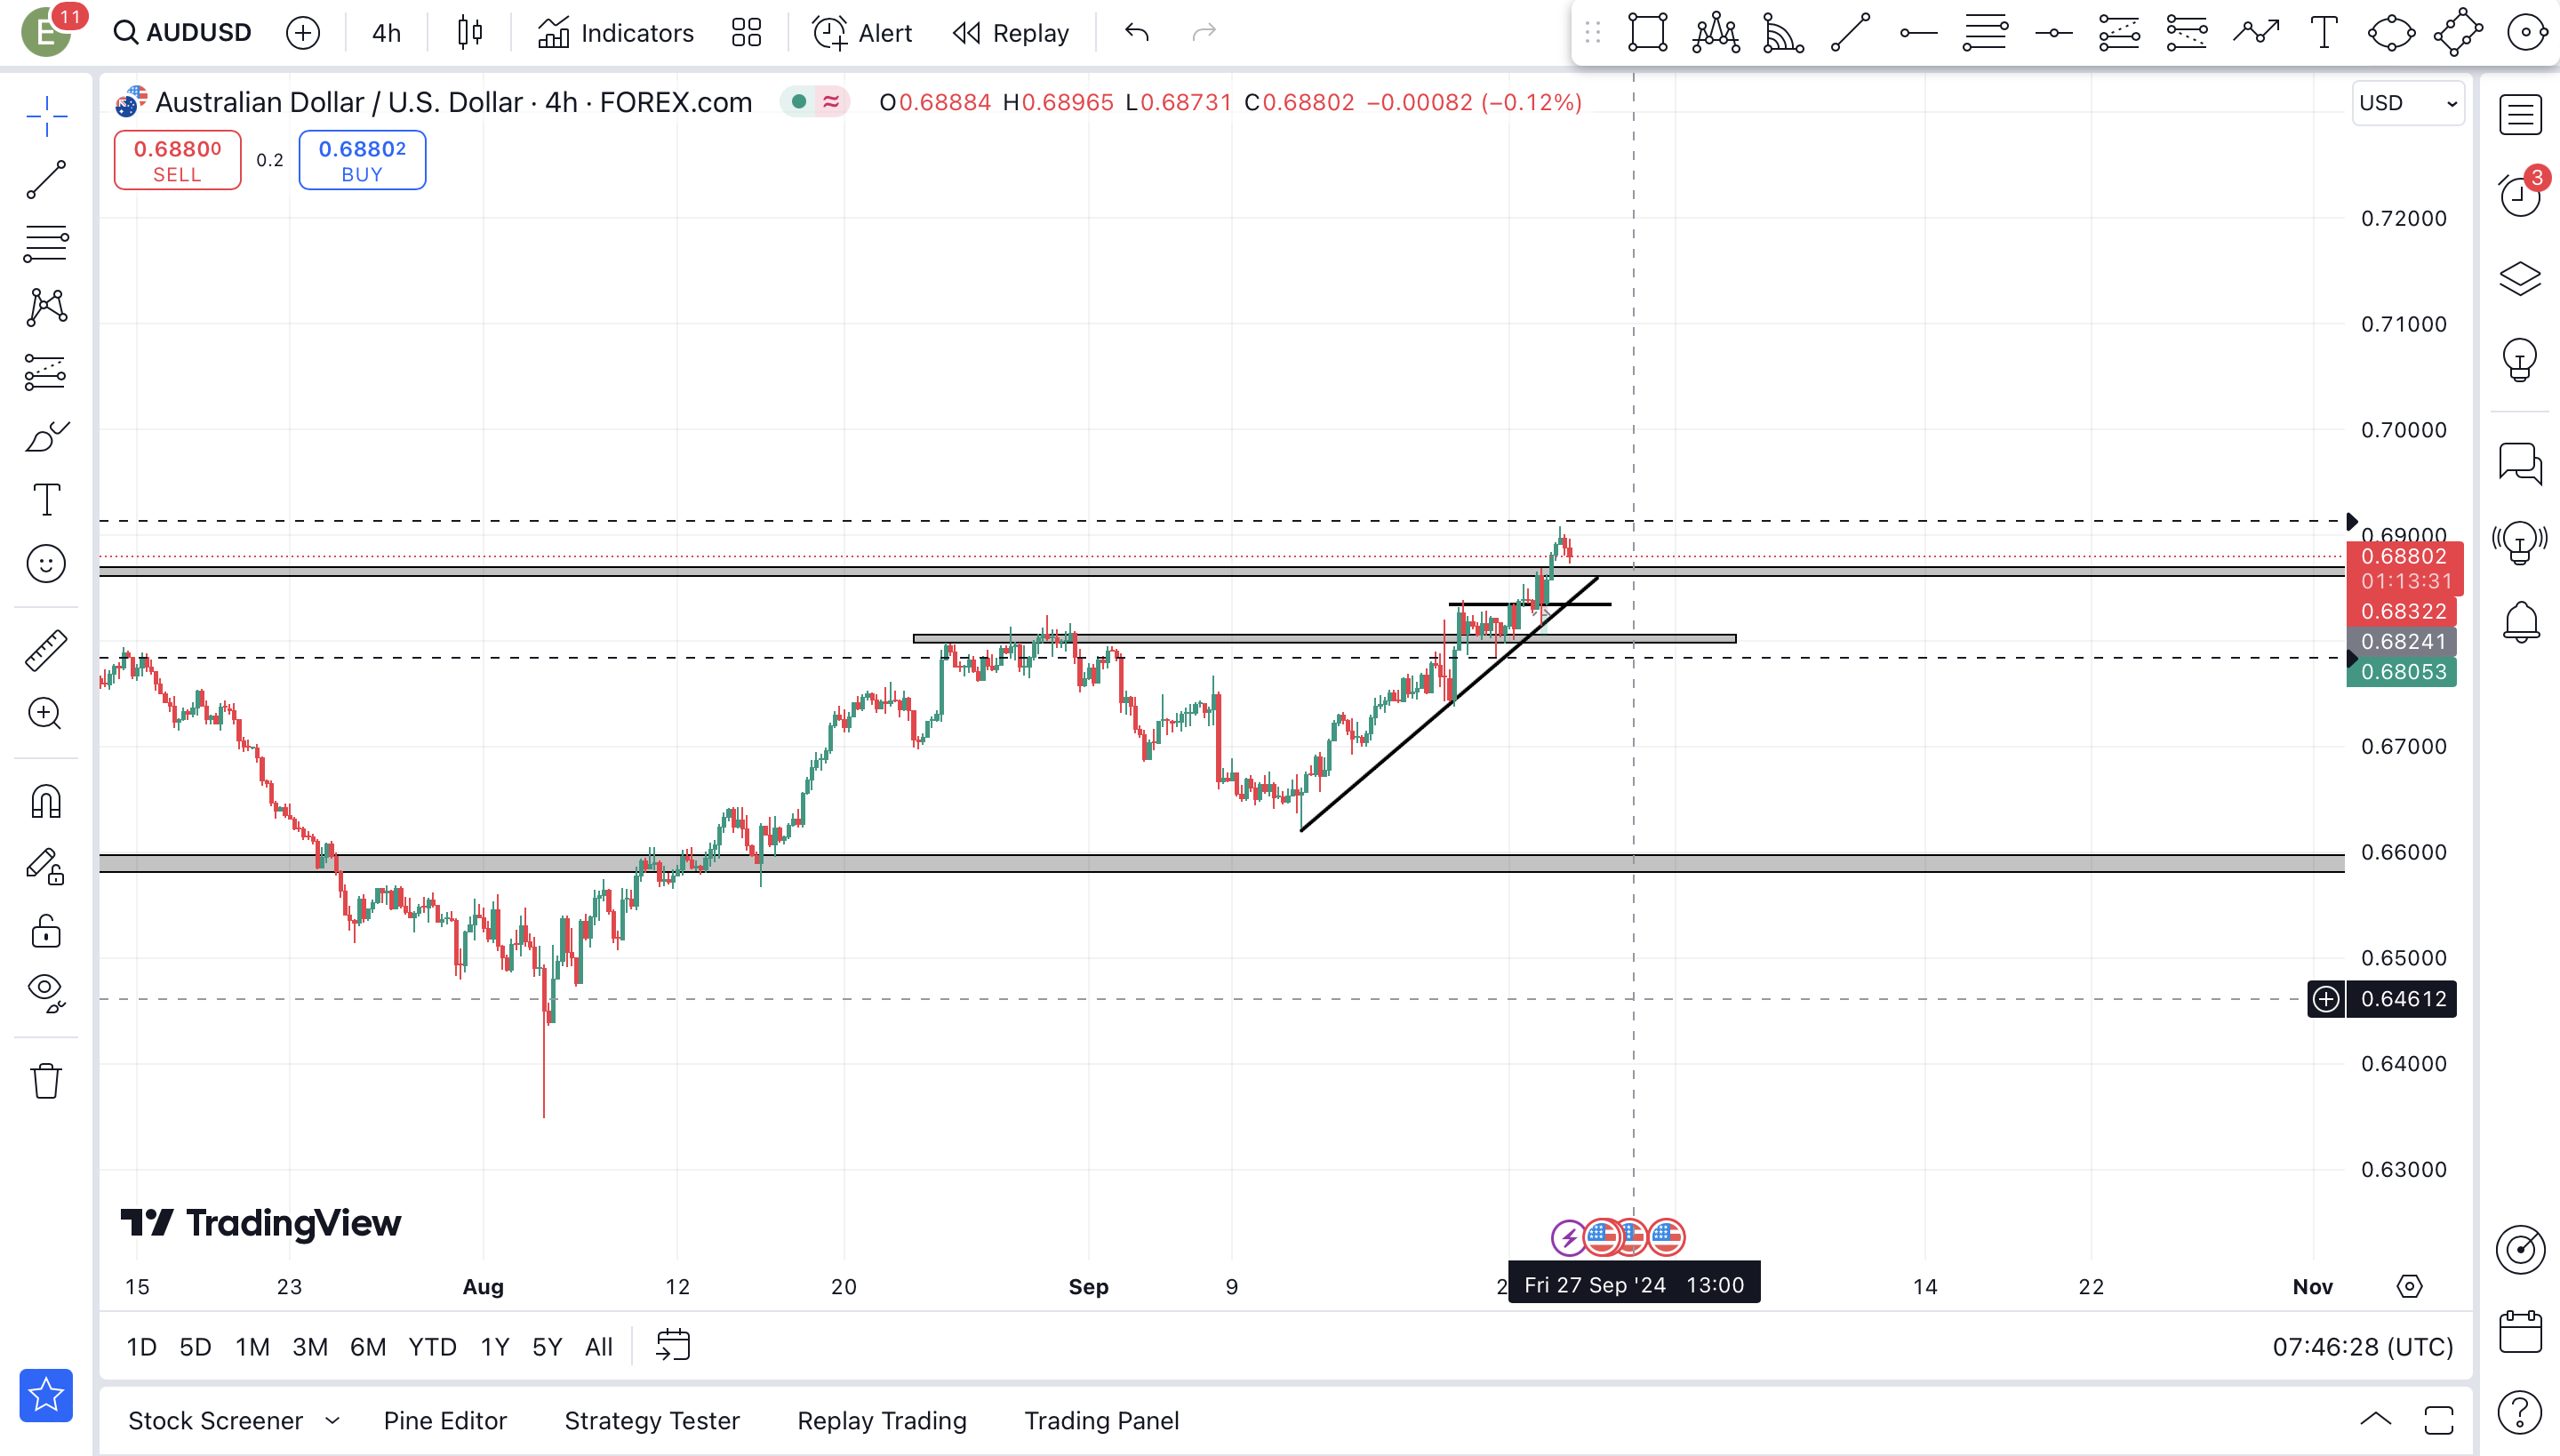 E 11 AUDUSD 4h Indicators Alert Replay
Australian Dollar / U.S. Dollar · 4h · FOREX.com O0.68884 H0.68965 L0.68731 C0.68802 −0.00082 (−0.12%)
USD
0.68800 SELL
0.2
0.68802 BUY
3
0.72000
0.71000
0.70000
0.69000
0.68802
01:13:31
0.68322
0.68241
0.68053
0.67000
0.66000
0.65000
0.64612
0.64000
0.63000
TradingView
15 23 Aug 12 20 Sep 9 2 Fri 27 Sep '24 13:00 14 22 Nov
1D 5D 1M 3M 6M YTD 1Y 5Y All 07:46:28 (UTC)
Stock Screener Pine Editor Strategy Tester Replay Trading Trading Panel